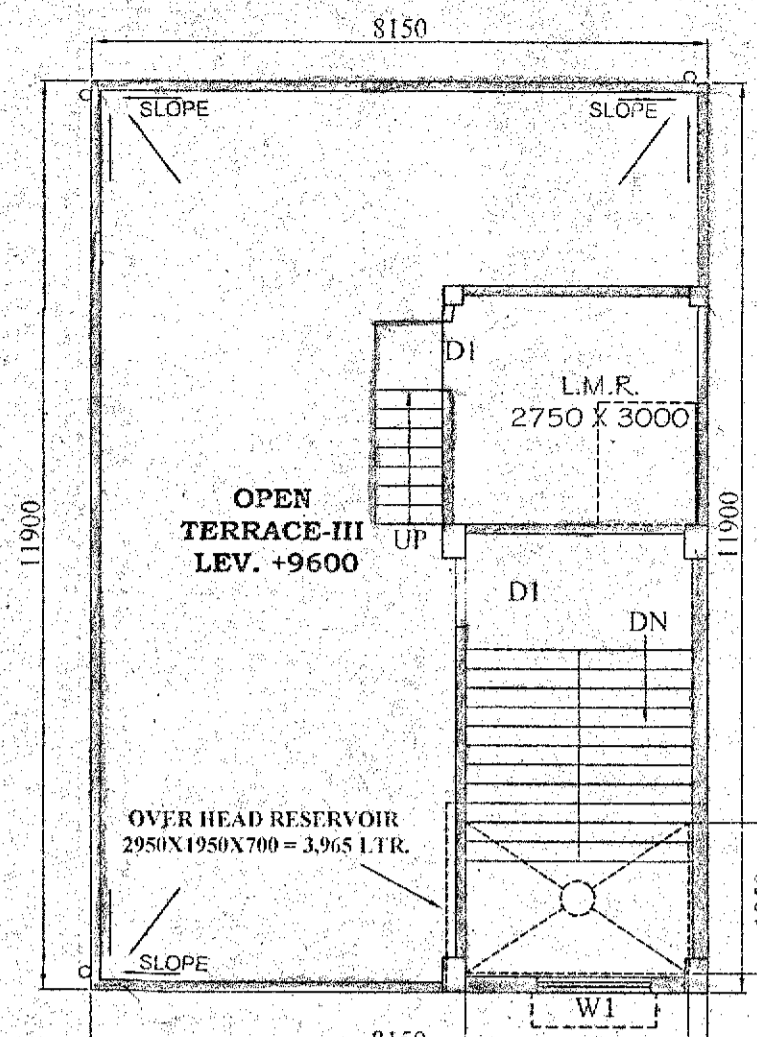 8150
SLOPE
SLOPE
D1
L.M.R.
2750 X 3000
11900
OPEN
TERRACE-III
LEV. +9600
UP
11900
D1
DN
OVER HEAD RESERVOIR
2950X1950X700 = 3,965 LTR.
SLOPE
W1
8150